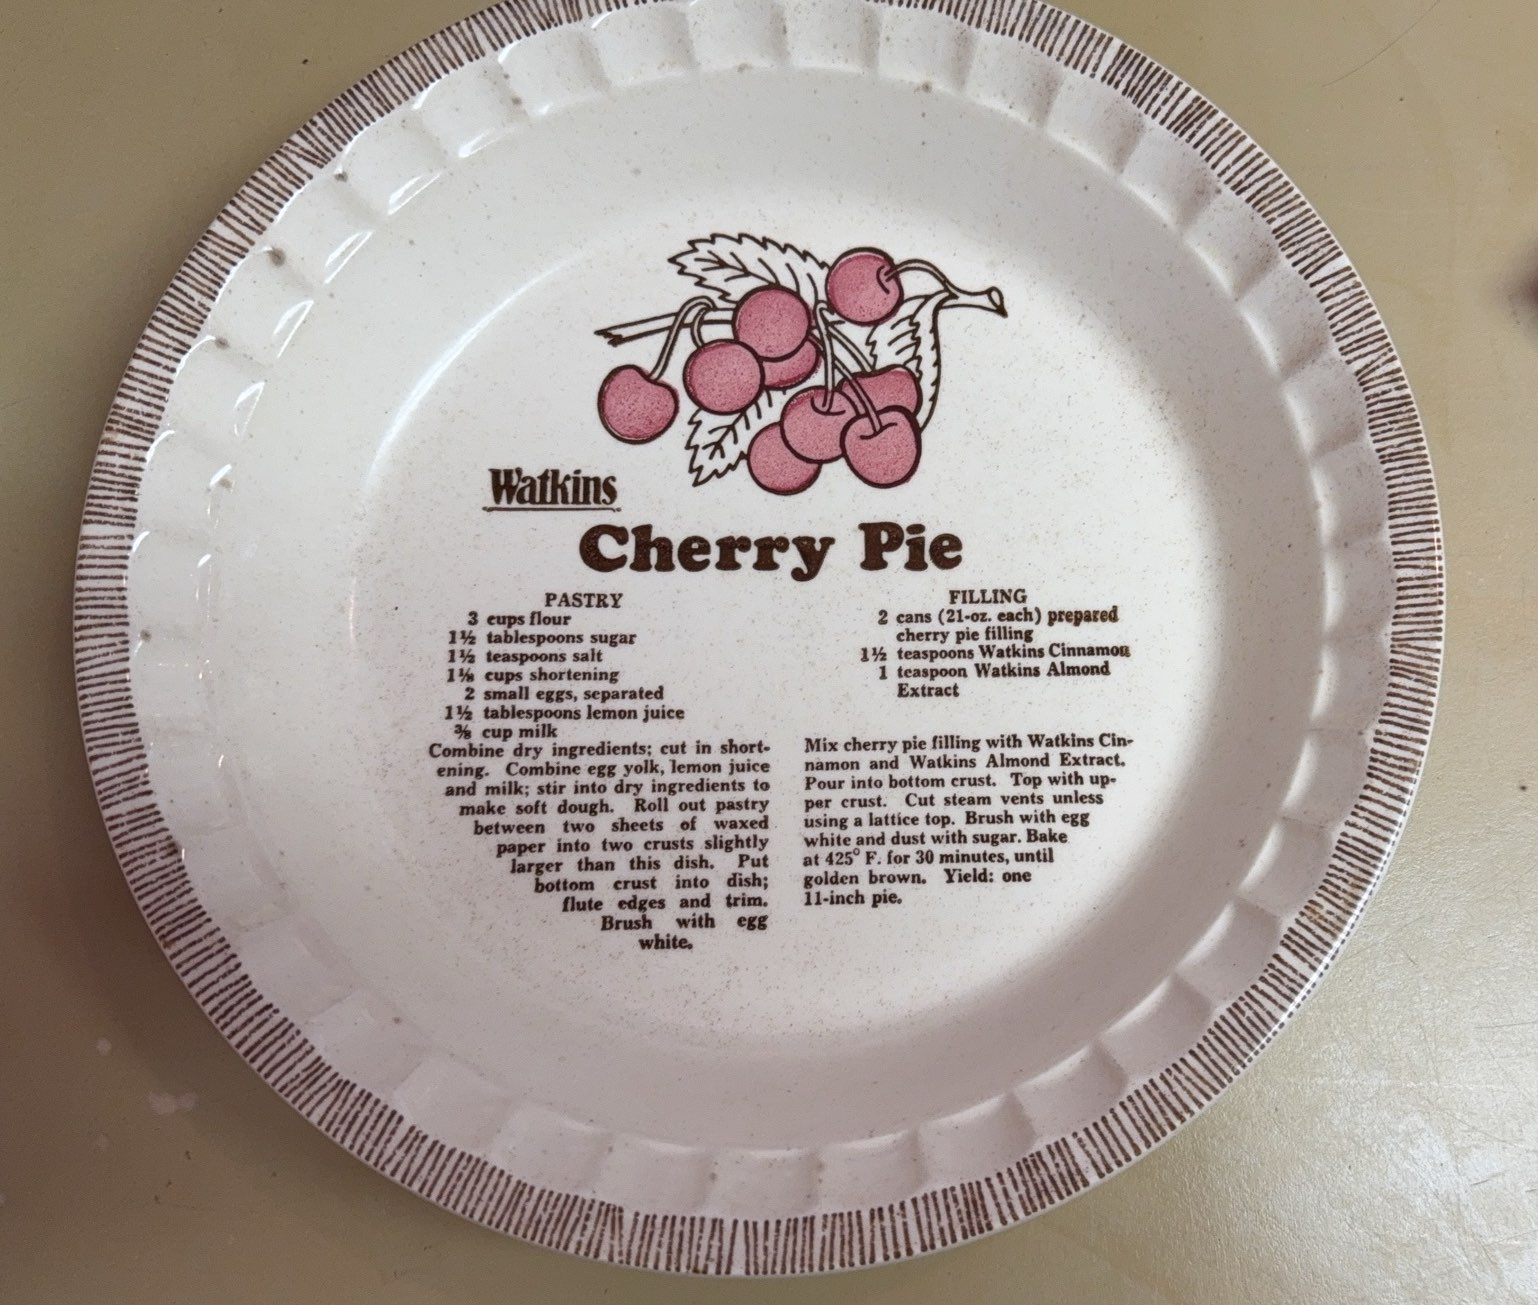 Watkins
Cherry Pie
PASTRY
3 cups flour
1½ tablespoons sugar
1½ teaspoons salt
1⅛ cups shortening
2 small eggs, separated
1½ tablespoons lemon juice
⅜ cup milk
Combine dry ingredients; cut in short-
ening. Combine egg yolk, lemon juice
and milk; stir into dry ingredients to
make soft dough. Roll out pastry
between two sheets of waxed
paper into two crusts slightly
larger than this dish. Put
bottom crust into dish;
flute edges and trim.
Brush with egg
white.
FILLING
2 cans (21-oz. each) prepared
cherry pie filling
1½ teaspoons Watkins Cinnamon
1 teaspoon Watkins Almond
Extract
Mix cherry pie filling with Watkins Cin-
namon and Watkins Almond Extract.
Pour into bottom crust. Top with up-
per crust. Cut steam vents unless
using a lattice top. Brush with egg
white and dust with sugar. Bake
at 425° F. for 30 minutes, until
golden brown. Yield: one
11-inch pie.